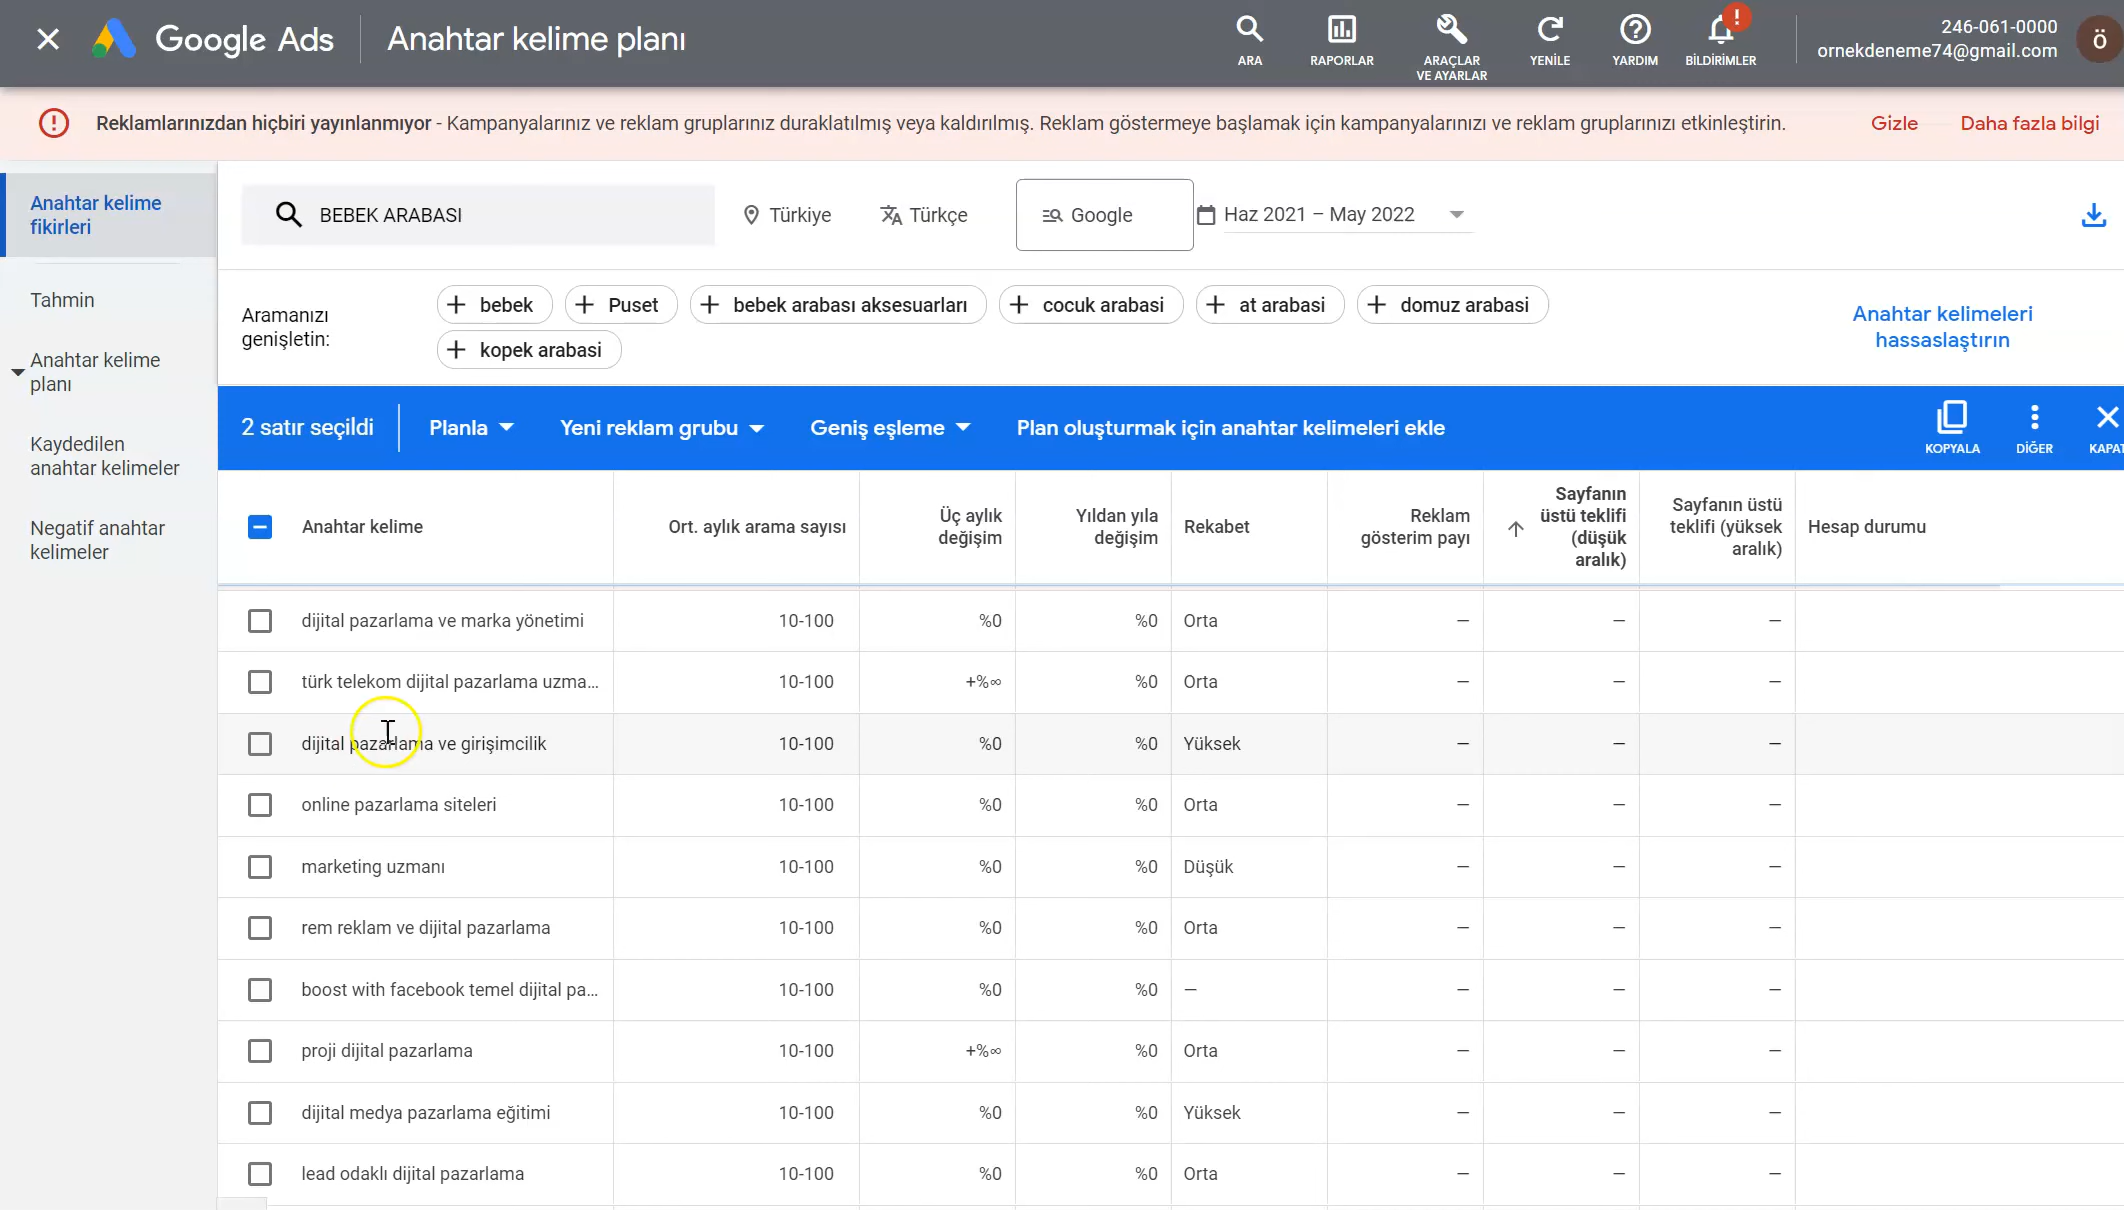 Google Ads
Anahtar kelime planı
ARA
RAPORLAR
ARAÇLAR
VE AYARLAR
YENİLE
YARDIM
BİLDİRİMLER
!
246-061-0000
ornekdeneme74@gmail.com
ö
Reklamlarınızdan hiçbiri yayınlanmıyor - Kampanyalarınız ve reklam gruplarınız duraklatılmış veya kaldırılmış. Reklam göstermeye başlamak için kampanyalarınızı ve reklam gruplarınızı etkinleştirin.
Gizle
Daha fazla bilgi
Anahtar kelime
fikirleri
Tahmin
Anahtar kelime
planı
Kaydedilen
anahtar kelimeler
Negatif anahtar
kelimeler
BEBEK ARABASI
Türkiye
Türkçe
Google
Haz 2021 – May 2022
Aramanızı
genişletin:
+ bebek
+ Puset
+ bebek arabası aksesuarları
+ cocuk arabasi
+ at arabasi
+ domuz arabasi
+ kopek arabasi
Anahtar kelimeleri
hassaslaştırın
2 satır seçildi
Planla
Yeni reklam grubu
Geniş eşleme
Plan oluşturmak için anahtar kelimeleri ekle
KOPYALA
DİĞER
KAPAT
Anahtar kelime
Ort. aylık arama sayısı
Üç aylık
değişim
Yıldan yıla
değişim
Rekabet
Reklam
gösterim payı
Sayfanın
üstü teklifi
(düşük
aralık)
Sayfanın üstü
teklifi (yüksek
aralık)
Hesap durumu
dijital pazarlama ve marka yönetimi 10-100 %0 %0 Orta – – –
türk telekom dijital pazarlama uzma... 10-100 +%∞ %0 Orta – – –
dijital pazarlama ve girişimcilik 10-100 %0 %0 Yüksek – – –
online pazarlama siteleri 10-100 %0 %0 Orta – – –
marketing uzmanı 10-100 %0 %0 Düşük – – –
rem reklam ve dijital pazarlama 10-100 %0 %0 Orta – – –
boost with facebook temel dijital pa... 10-100 %0 %0 – – – –
proji dijital pazarlama 10-100 +%∞ %0 Orta – – –
dijital medya pazarlama eğitimi 10-100 %0 %0 Yüksek – – –
lead odaklı dijital pazarlama 10-100 %0 %0 Orta – – –